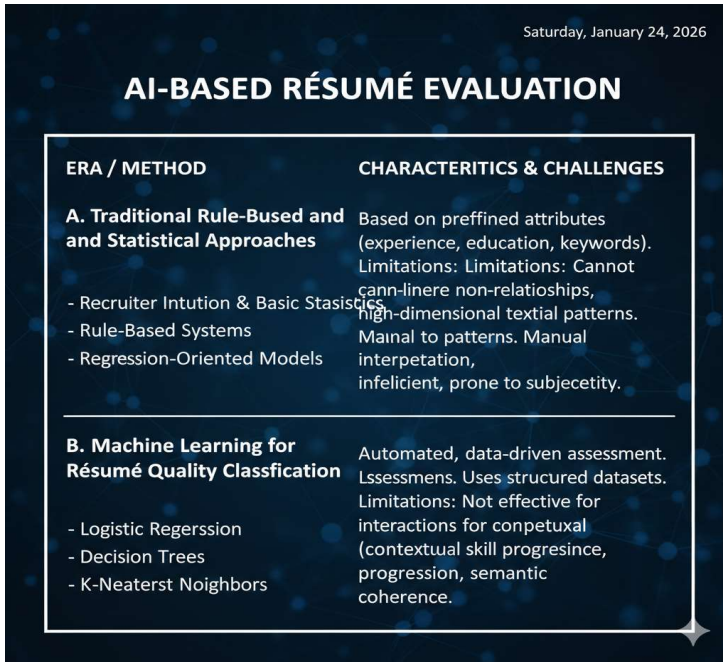 Saturday, January 24, 2026
AI-BASED RÉSUMÉ EVALUATION
ERA / METHOD
CHARACTERITICS & CHALLENGES
A. Traditional Rule-Bused and
and Statistical Approaches
- Recruiter Intution & Basic Stasistics
- Rule-Based Systems
- Regression-Oriented Models
Based on preffined attributes
(experience, education, keywords).
Limitations: Limitations: Cannot
cann-linere non-relatioships,
high-dimensional textial patterns.
Mainal to patterns. Manual
interpetation,
infelicient, prone to subjecetity.
B. Machine Learning for
Résumé Quality Classfication
- Logistic Regerssion
- Decision Trees
- K-Neaterst Noighbors
Automated, data-driven assessment.
Lssessmens. Uses strucured datasets.
Limitations: Not effective for
interactions for conpetuxal
(contextual skill progresince,
progression, semantic
coherence.